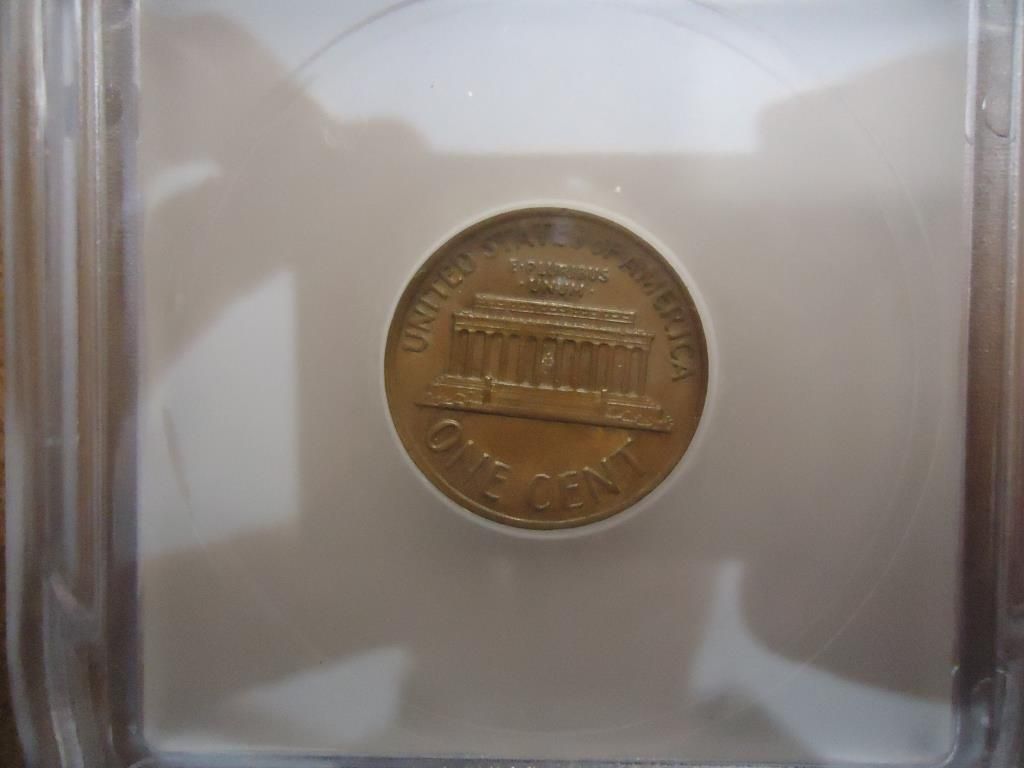 UNITED STATES OF AMERICA
E·PLURIBUS
UNUM
ONE CENT